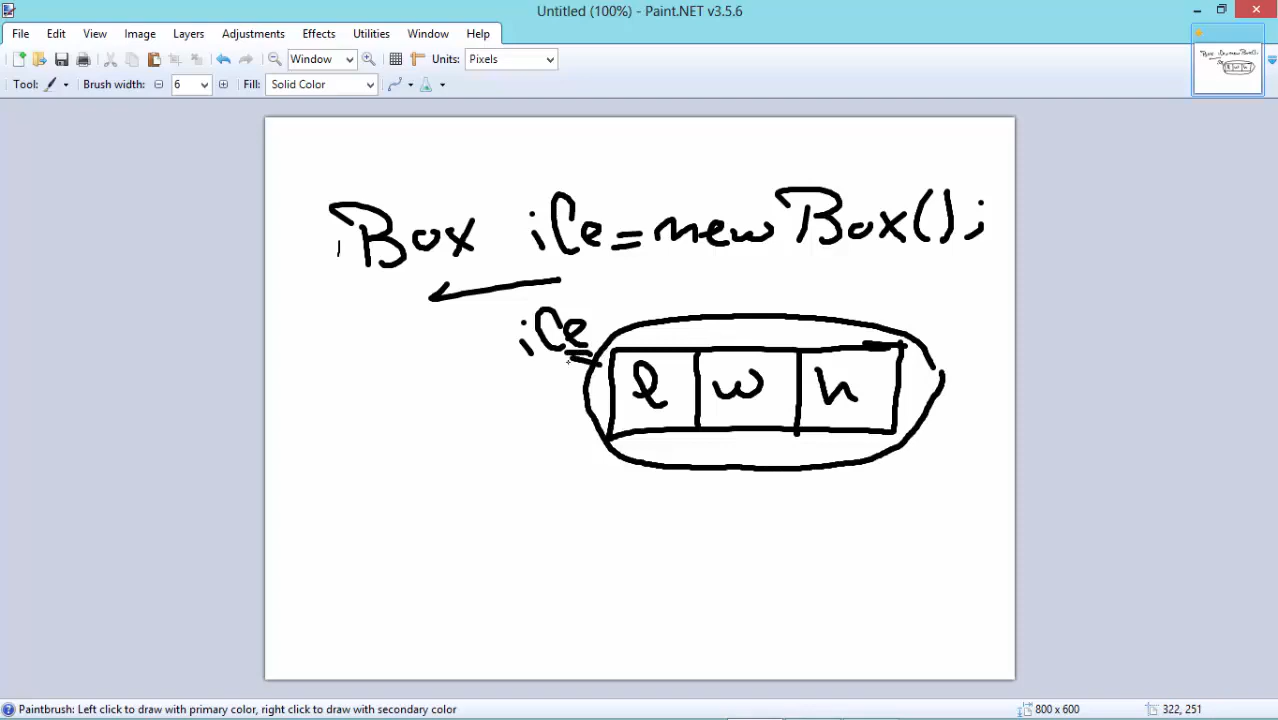 Untitled (100%) - Paint.NET v3.5.6
File Edit View Image Layers Adjustments Effects Utilities Window Help
Window Units: Pixels
Tool: Brush width: 6 Fill: Solid Color
Box ice=new Box();
ice
l w h
Paintbrush: Left click to draw with primary color, right click to draw with secondary color 800 x 600 322, 251